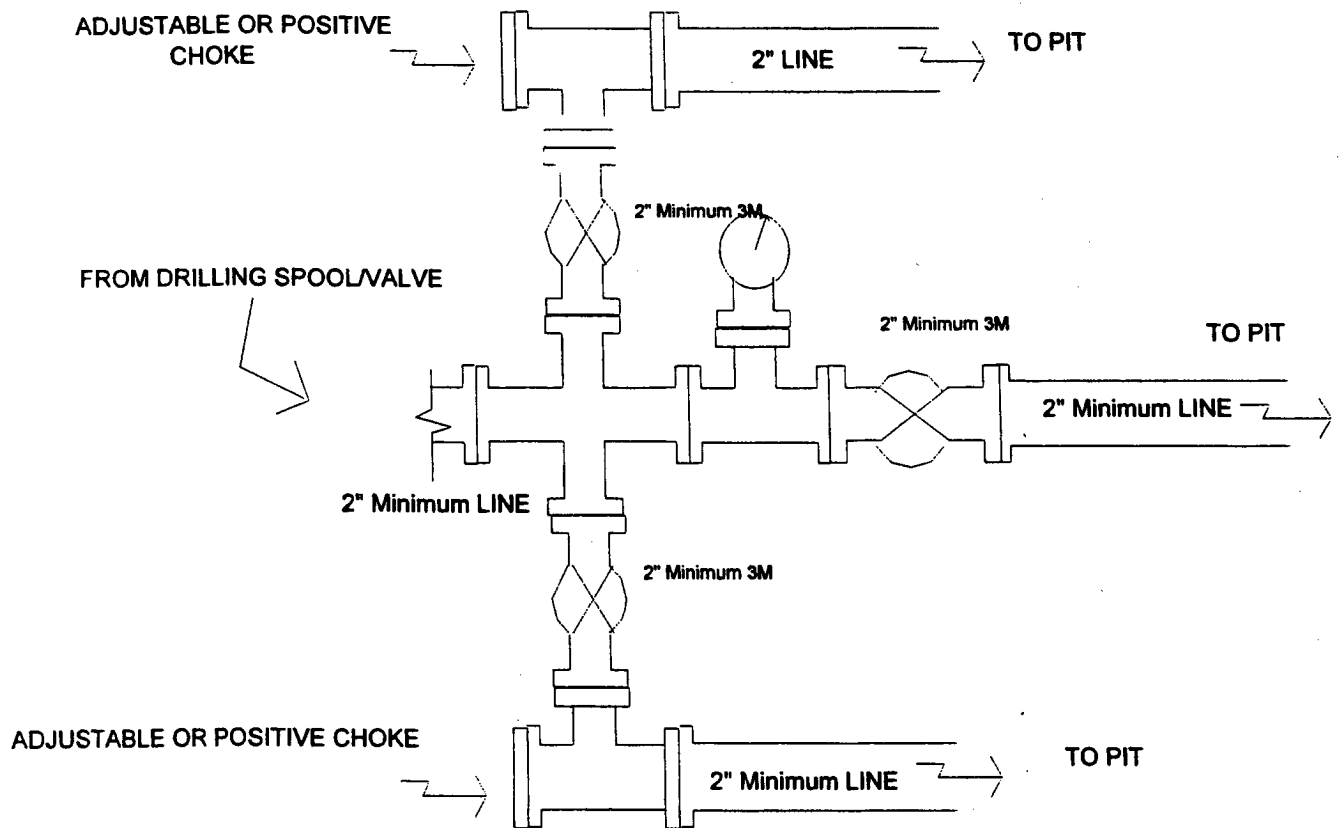 ADJUSTABLE OR POSITIVE
CHOKE
2" LINE
TO PIT
2" Minimum 3M
FROM DRILLING SPOOL/VALVE
2" Minimum 3M
TO PIT
2" Minimum LINE
2" Minimum LINE
2" Minimum 3M
ADJUSTABLE OR POSITIVE CHOKE
2" Minimum LINE
TO PIT